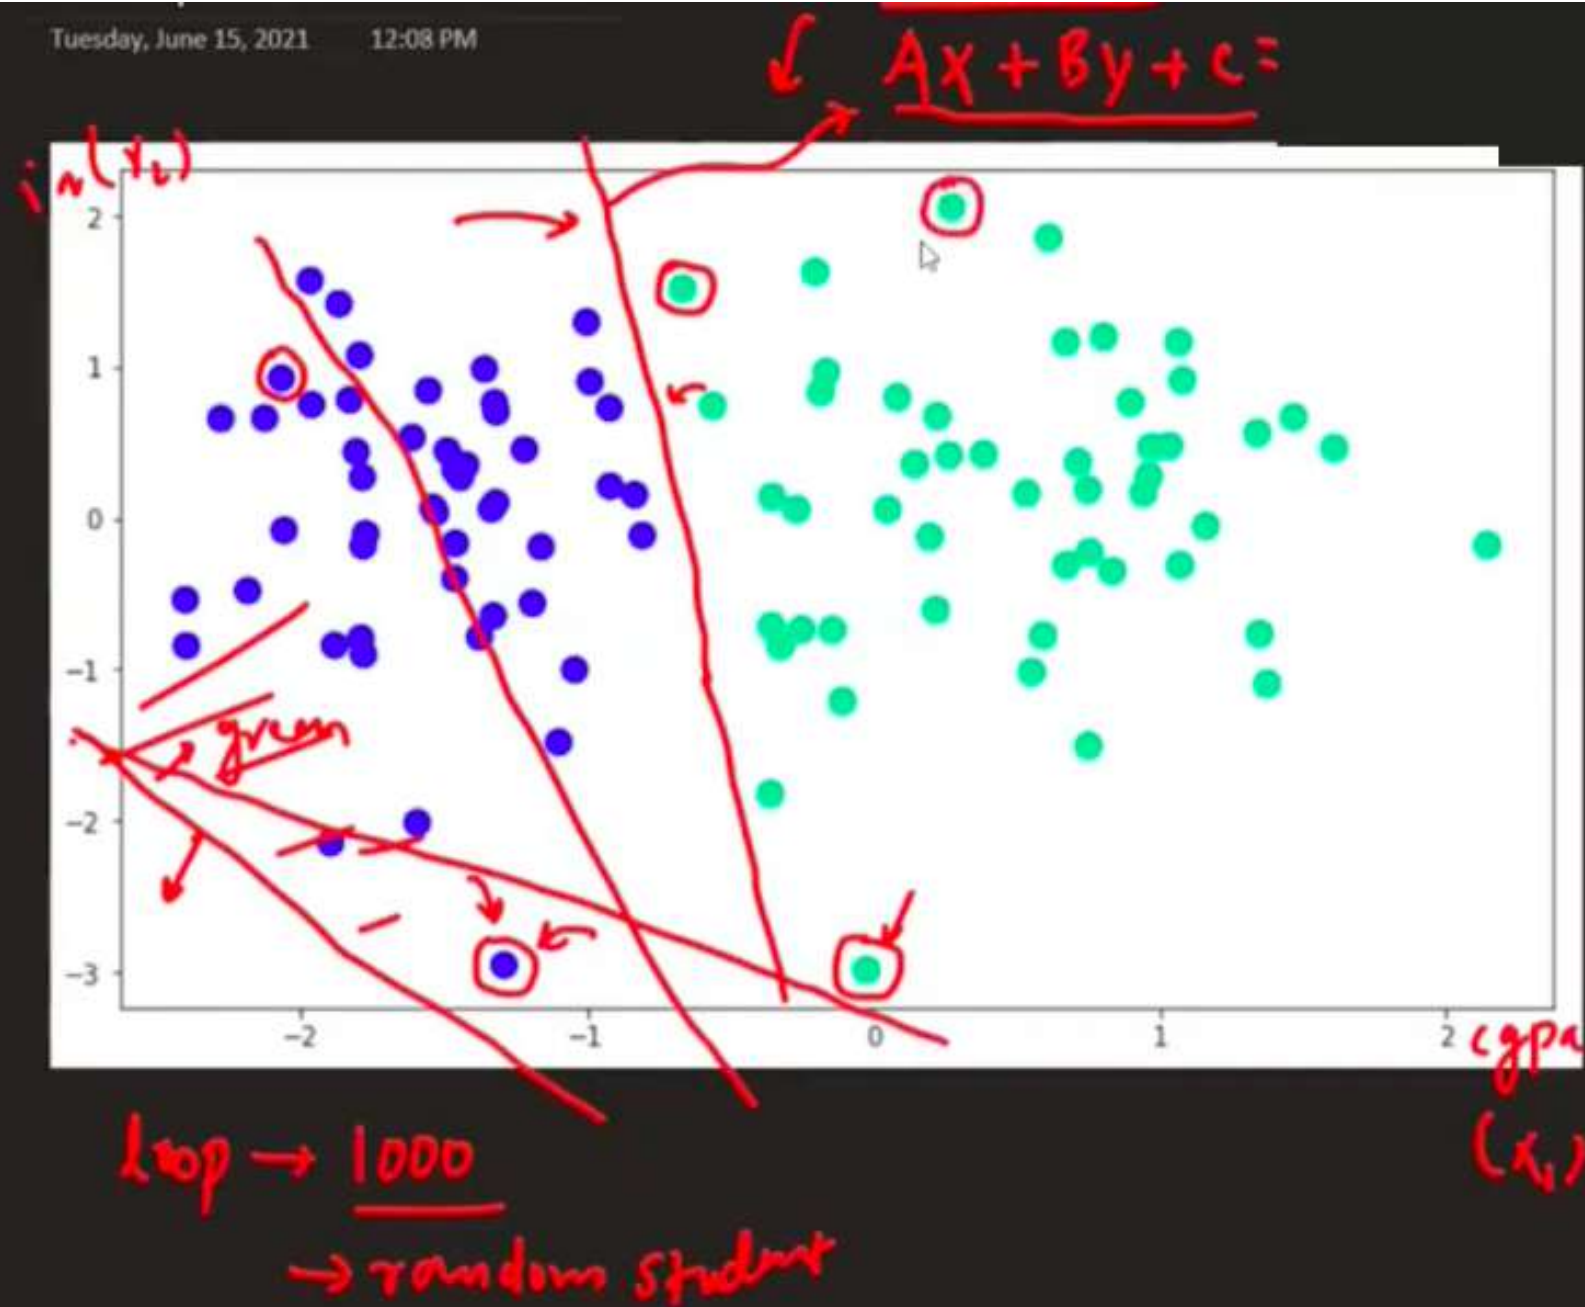 Tuesday, June 15, 2021 12:08 PM
Ax + By + c =
2
1
0
−1
green
−2
−3
−2 −1 0 1 2 cgpa
(x₁)
loop → 1000
→ random student